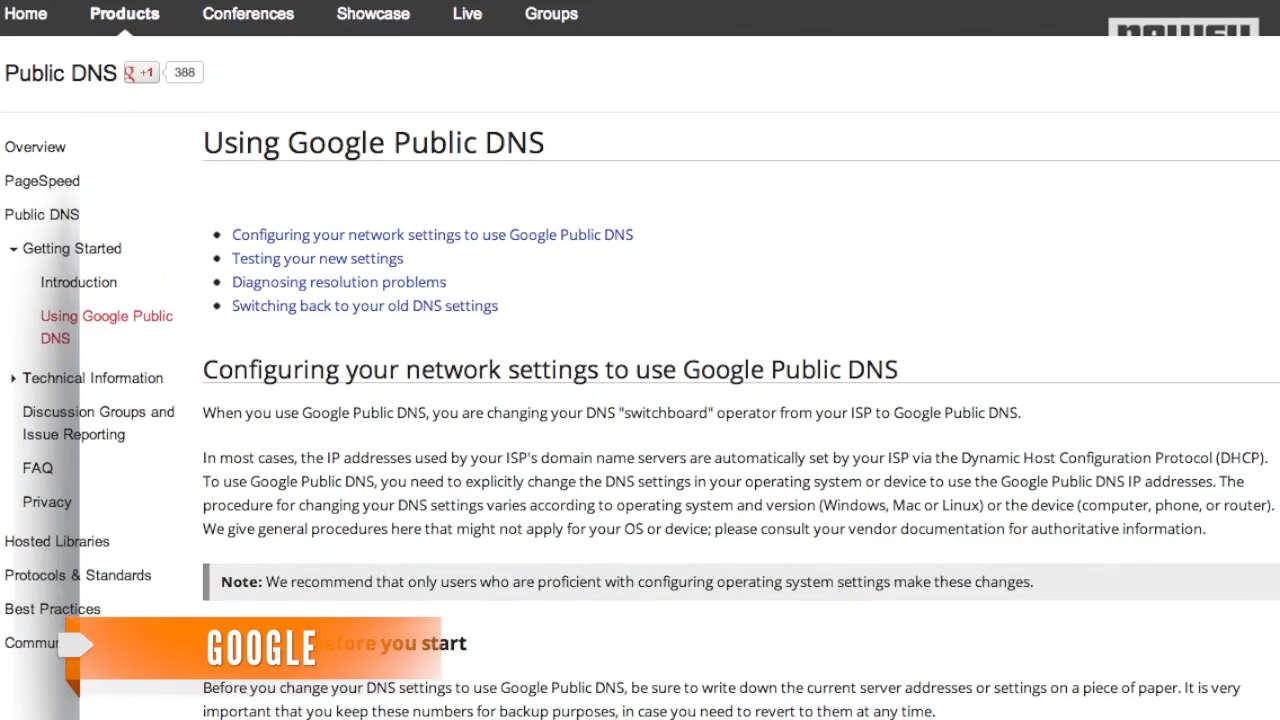 Home Products Conferences Showcase Live Groups
Public DNS +1 388
Overview
PageSpeed
Public DNS
Getting Started
Introduction
Using Google Public
DNS
Technical Information
Discussion Groups and
Issue Reporting
FAQ
Privacy
Hosted Libraries
Protocols & Standards
Best Practices
Using Google Public DNS
Configuring your network settings to use Google Public DNS
Testing your new settings
Diagnosing resolution problems
Switching back to your old DNS settings
Configuring your network settings to use Google Public DNS
When you use Google Public DNS, you are changing your DNS "switchboard" operator from your ISP to Google Public DNS.
In most cases, the IP addresses used by your ISP's domain name servers are automatically set by your ISP via the Dynamic Host Configuration Protocol (DHCP).
To use Google Public DNS, you need to explicitly change the DNS settings in your operating system or device to use the Google Public DNS IP addresses. The
procedure for changing your DNS settings varies according to operating system and version (Windows, Mac or Linux) or the device (computer, phone, or router).
We give general procedures here that might not apply for your OS or device; please consult your vendor documentation for authoritative information.
Note: We recommend that only users who are proficient with configuring operating system settings make these changes.
before you start
Before you change your DNS settings to use Google Public DNS, be sure to write down the current server addresses or settings on a piece of paper. It is very
important that you keep these numbers for backup purposes, in case you need to revert to them at any time.
GOOGLE